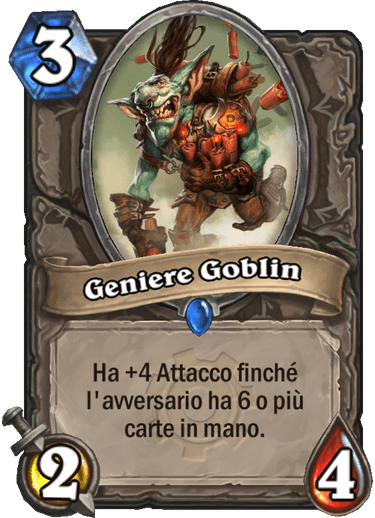 3
Geniere Goblin
Ha +4 Attacco finché
l'avversario ha 6 o più
carte in mano.
2
4